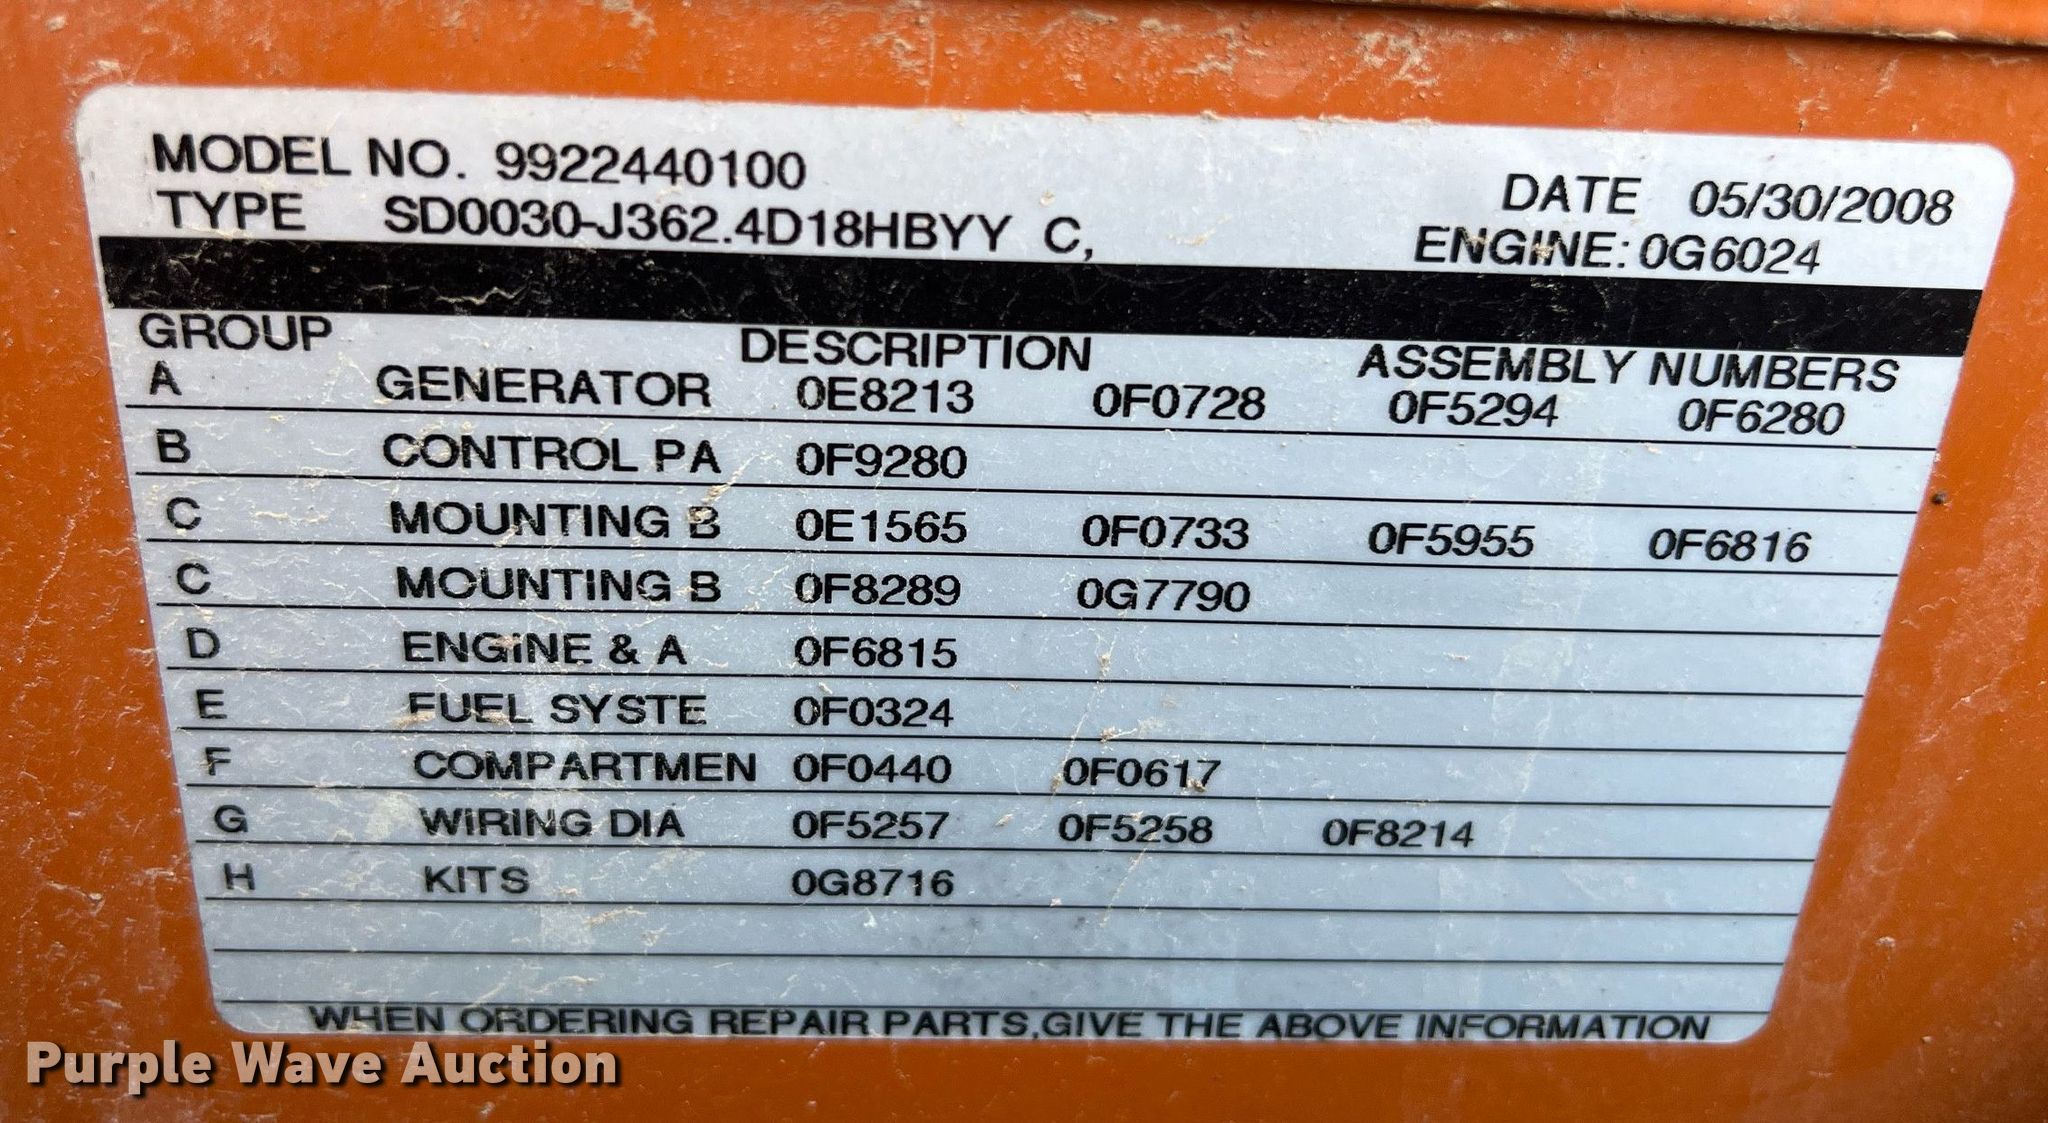 MODEL NO. 9922440100
DATE 05/30/2008
TYPE SD0030-J362.4D18HBYY C,
ENGINE: 0G6024
GROUP DESCRIPTION ASSEMBLY NUMBERS
A GENERATOR 0E8213 0F0728 0F5294 0F6280
B CONTROL PA 0F9280
C MOUNTING B 0E1565 0F0733 0F5955 0F6816
C MOUNTING B 0F8289 0G7790
D ENGINE & A 0F6815
E FUEL SYSTE 0F0324
F COMPARTMEN 0F0440 0F0617
G WIRING DIA 0F5257 0F5258 0F8214
H KITS 0G8716
WHEN ORDERING REPAIR PARTS,GIVE THE ABOVE INFORMATION
Purple Wave Auction